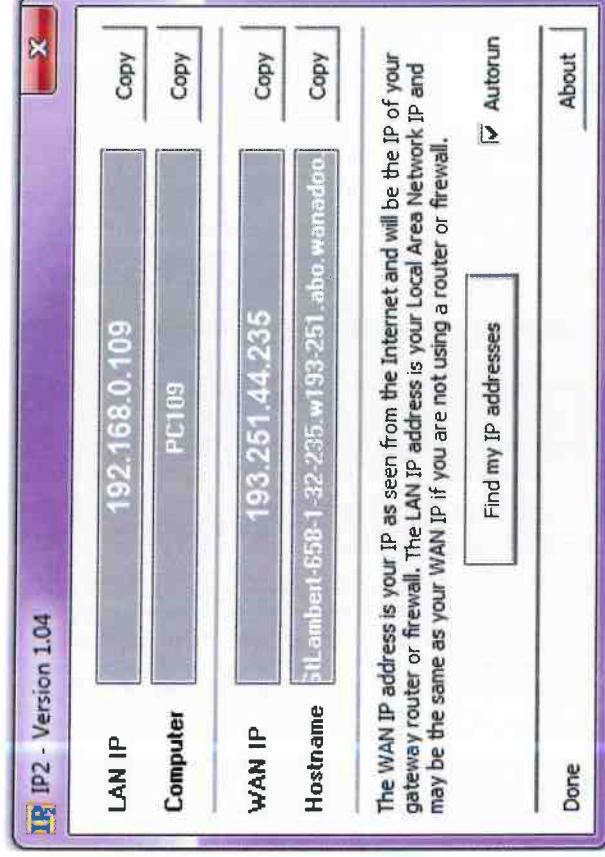 IP2 - Version 1.04
LAN IP 192.168.0.109 Copy
Computer PC109 Copy
WAN IP 193.251.44.235 Copy
Hostname StLambert-658-1-32-235.w193-251.abo.wanadoo. Copy
The WAN IP address is your IP as seen from the Internet and will be the IP of your
gateway router or firewall. The LAN IP address is your Local Area Network IP and
may be the same as your WAN IP if you are not using a router or firewall.
Find my IP addresses Autorun
Done About